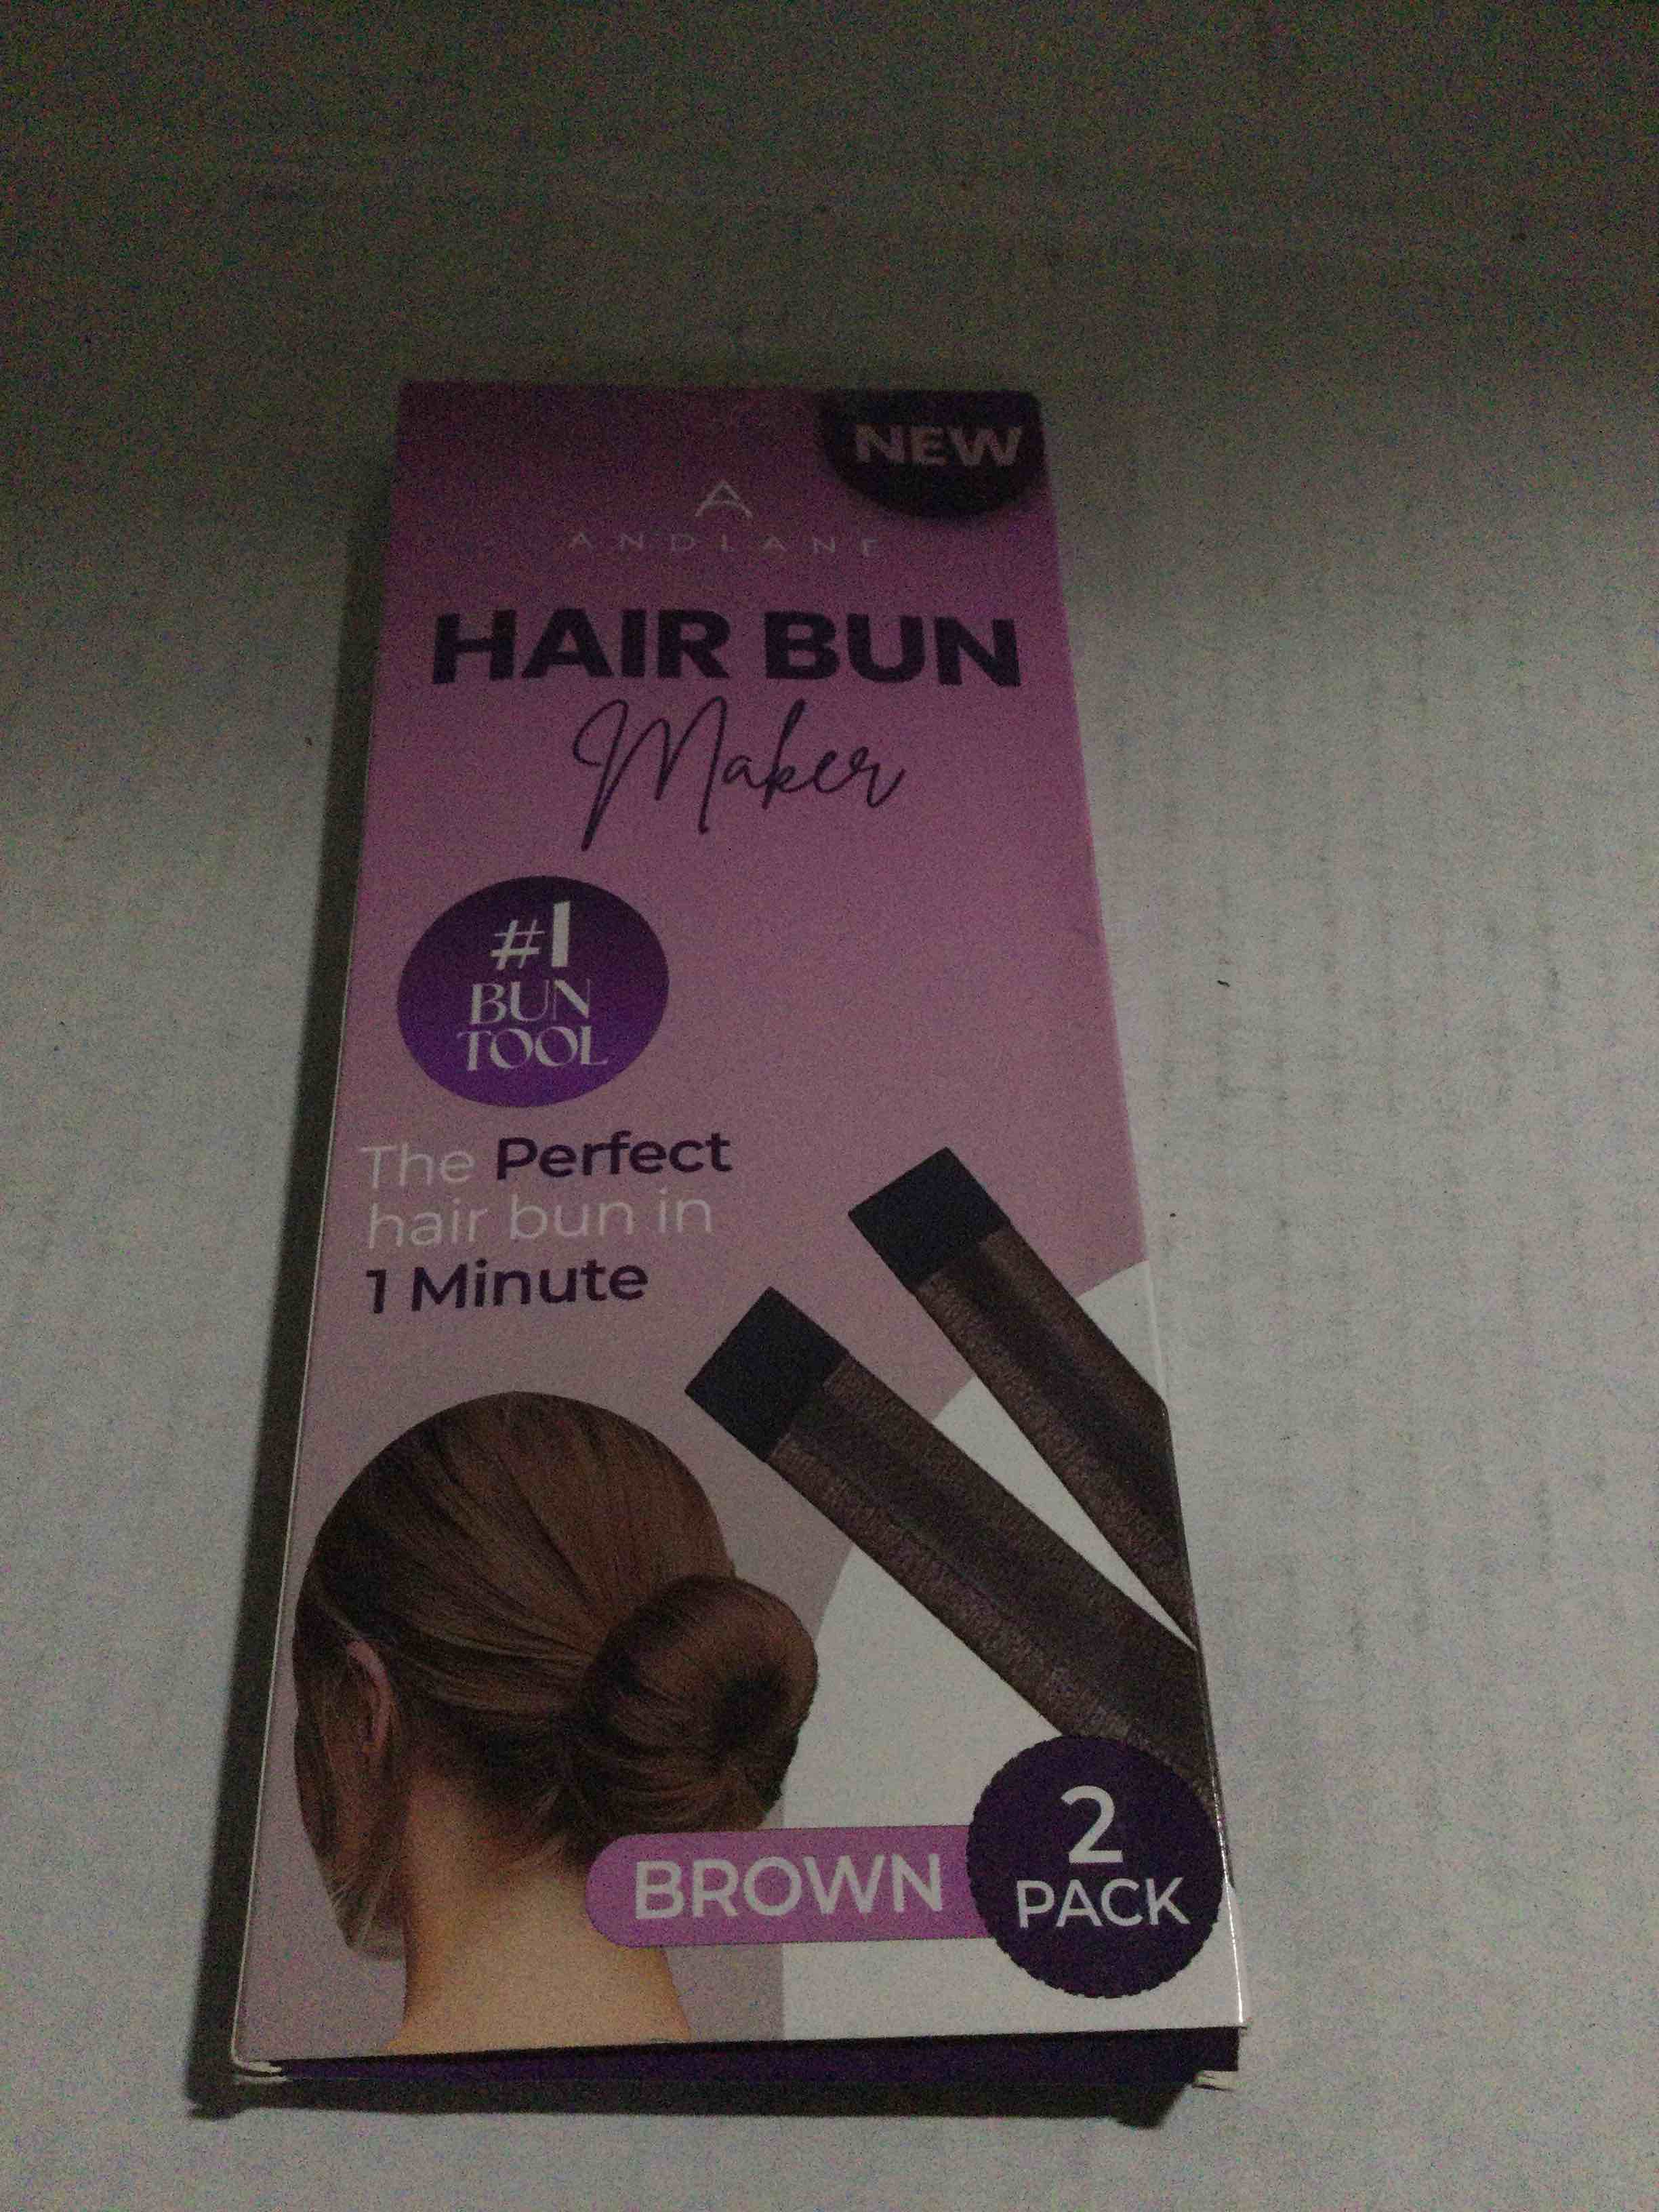 NEW
A
ANDLANE
HAIR BUN
Maker
#1
BUN
TOOL
The Perfect
hair bun in
1 Minute
BROWN
2
PACK